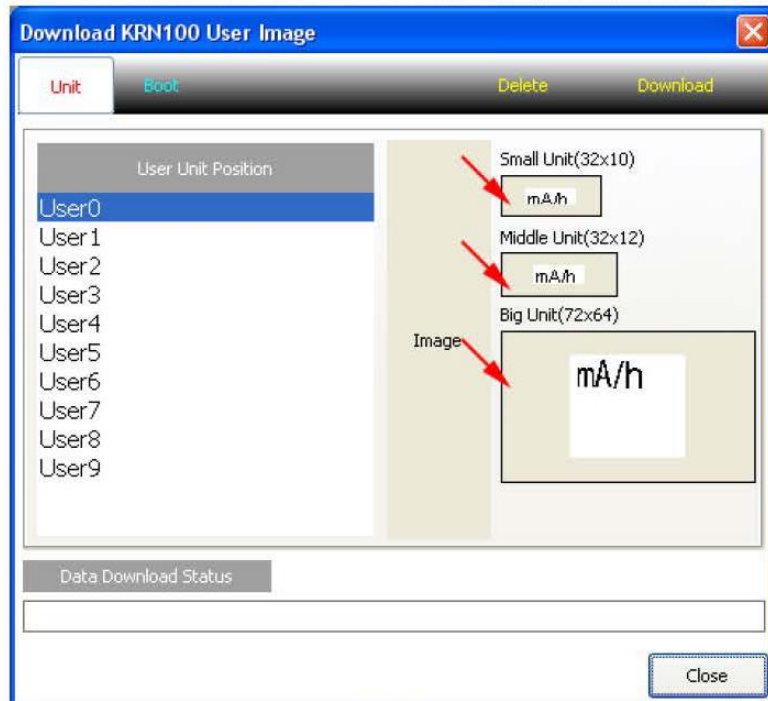 Download KRN100 User Image
Unit
Boot
Delete
Download
User Unit Position
User0
User1
User2
User3
User4
User5
User6
User7
User8
User9
Image
Small Unit(32x10)
mA/h
Middle Unit(32x12)
mA/h
Big Unit(72x64)
mA/h
Data Download Status
Close